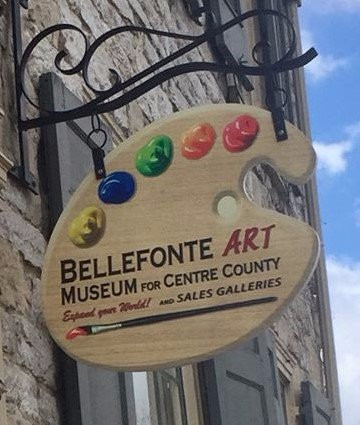 BELLEFONTE ART
MUSEUM FOR CENTRE COUNTY
Expand your World! AND SALES GALLERIES